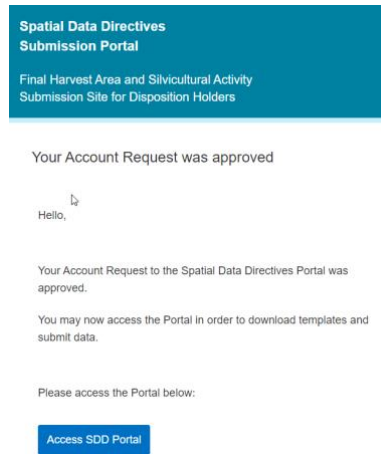 Spatial Data Directives
Submission Portal
Final Harvest Area and Silvicultural Activity
Submission Site for Disposition Holders
Your Account Request was approved
Hello,
Your Account Request to the Spatial Data Directives Portal was
approved.
You may now access the Portal in order to download templates and
submit data.
Please access the Portal below:
Access SDD Portal